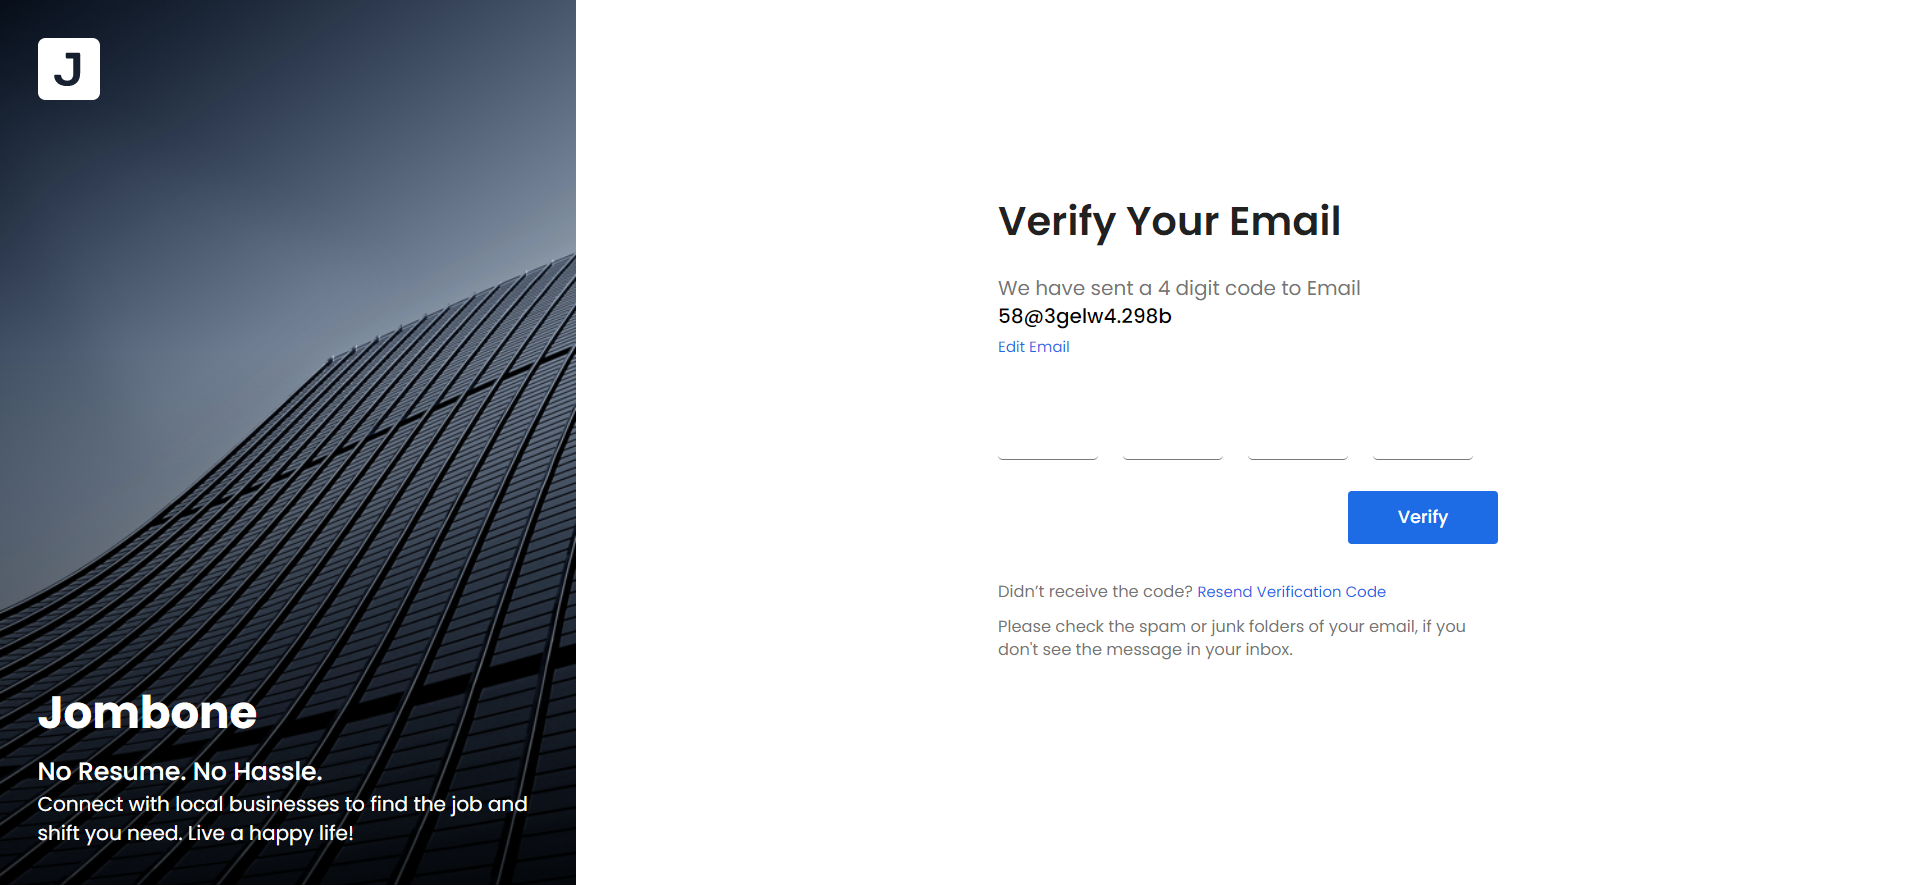 J
Jombone
No Resume. No Hassle.
Connect with local businesses to find the job and
shift you need. Live a happy life!
Verify Your Email
We have sent a 4 digit code to Email
58@3gelw4.298b
Edit Email
Verify
Didn’t receive the code? Resend Verification Code
Please check the spam or junk folders of your email, if you
don't see the message in your inbox.